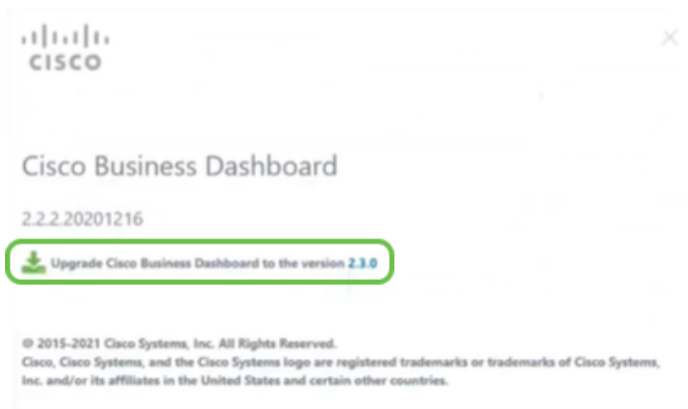 CISCO
Cisco Business Dashboard
2.2.2.20201216
Upgrade Cisco Business Dashboard to the version 2.3.0
© 2015-2021 Cisco Systems, Inc. All Rights Reserved.
Cisco, Cisco Systems, and the Cisco Systems logo are registered trademarks or trademarks of Cisco Systems,
Inc. and/or its affiliates in the United States and certain other countries.